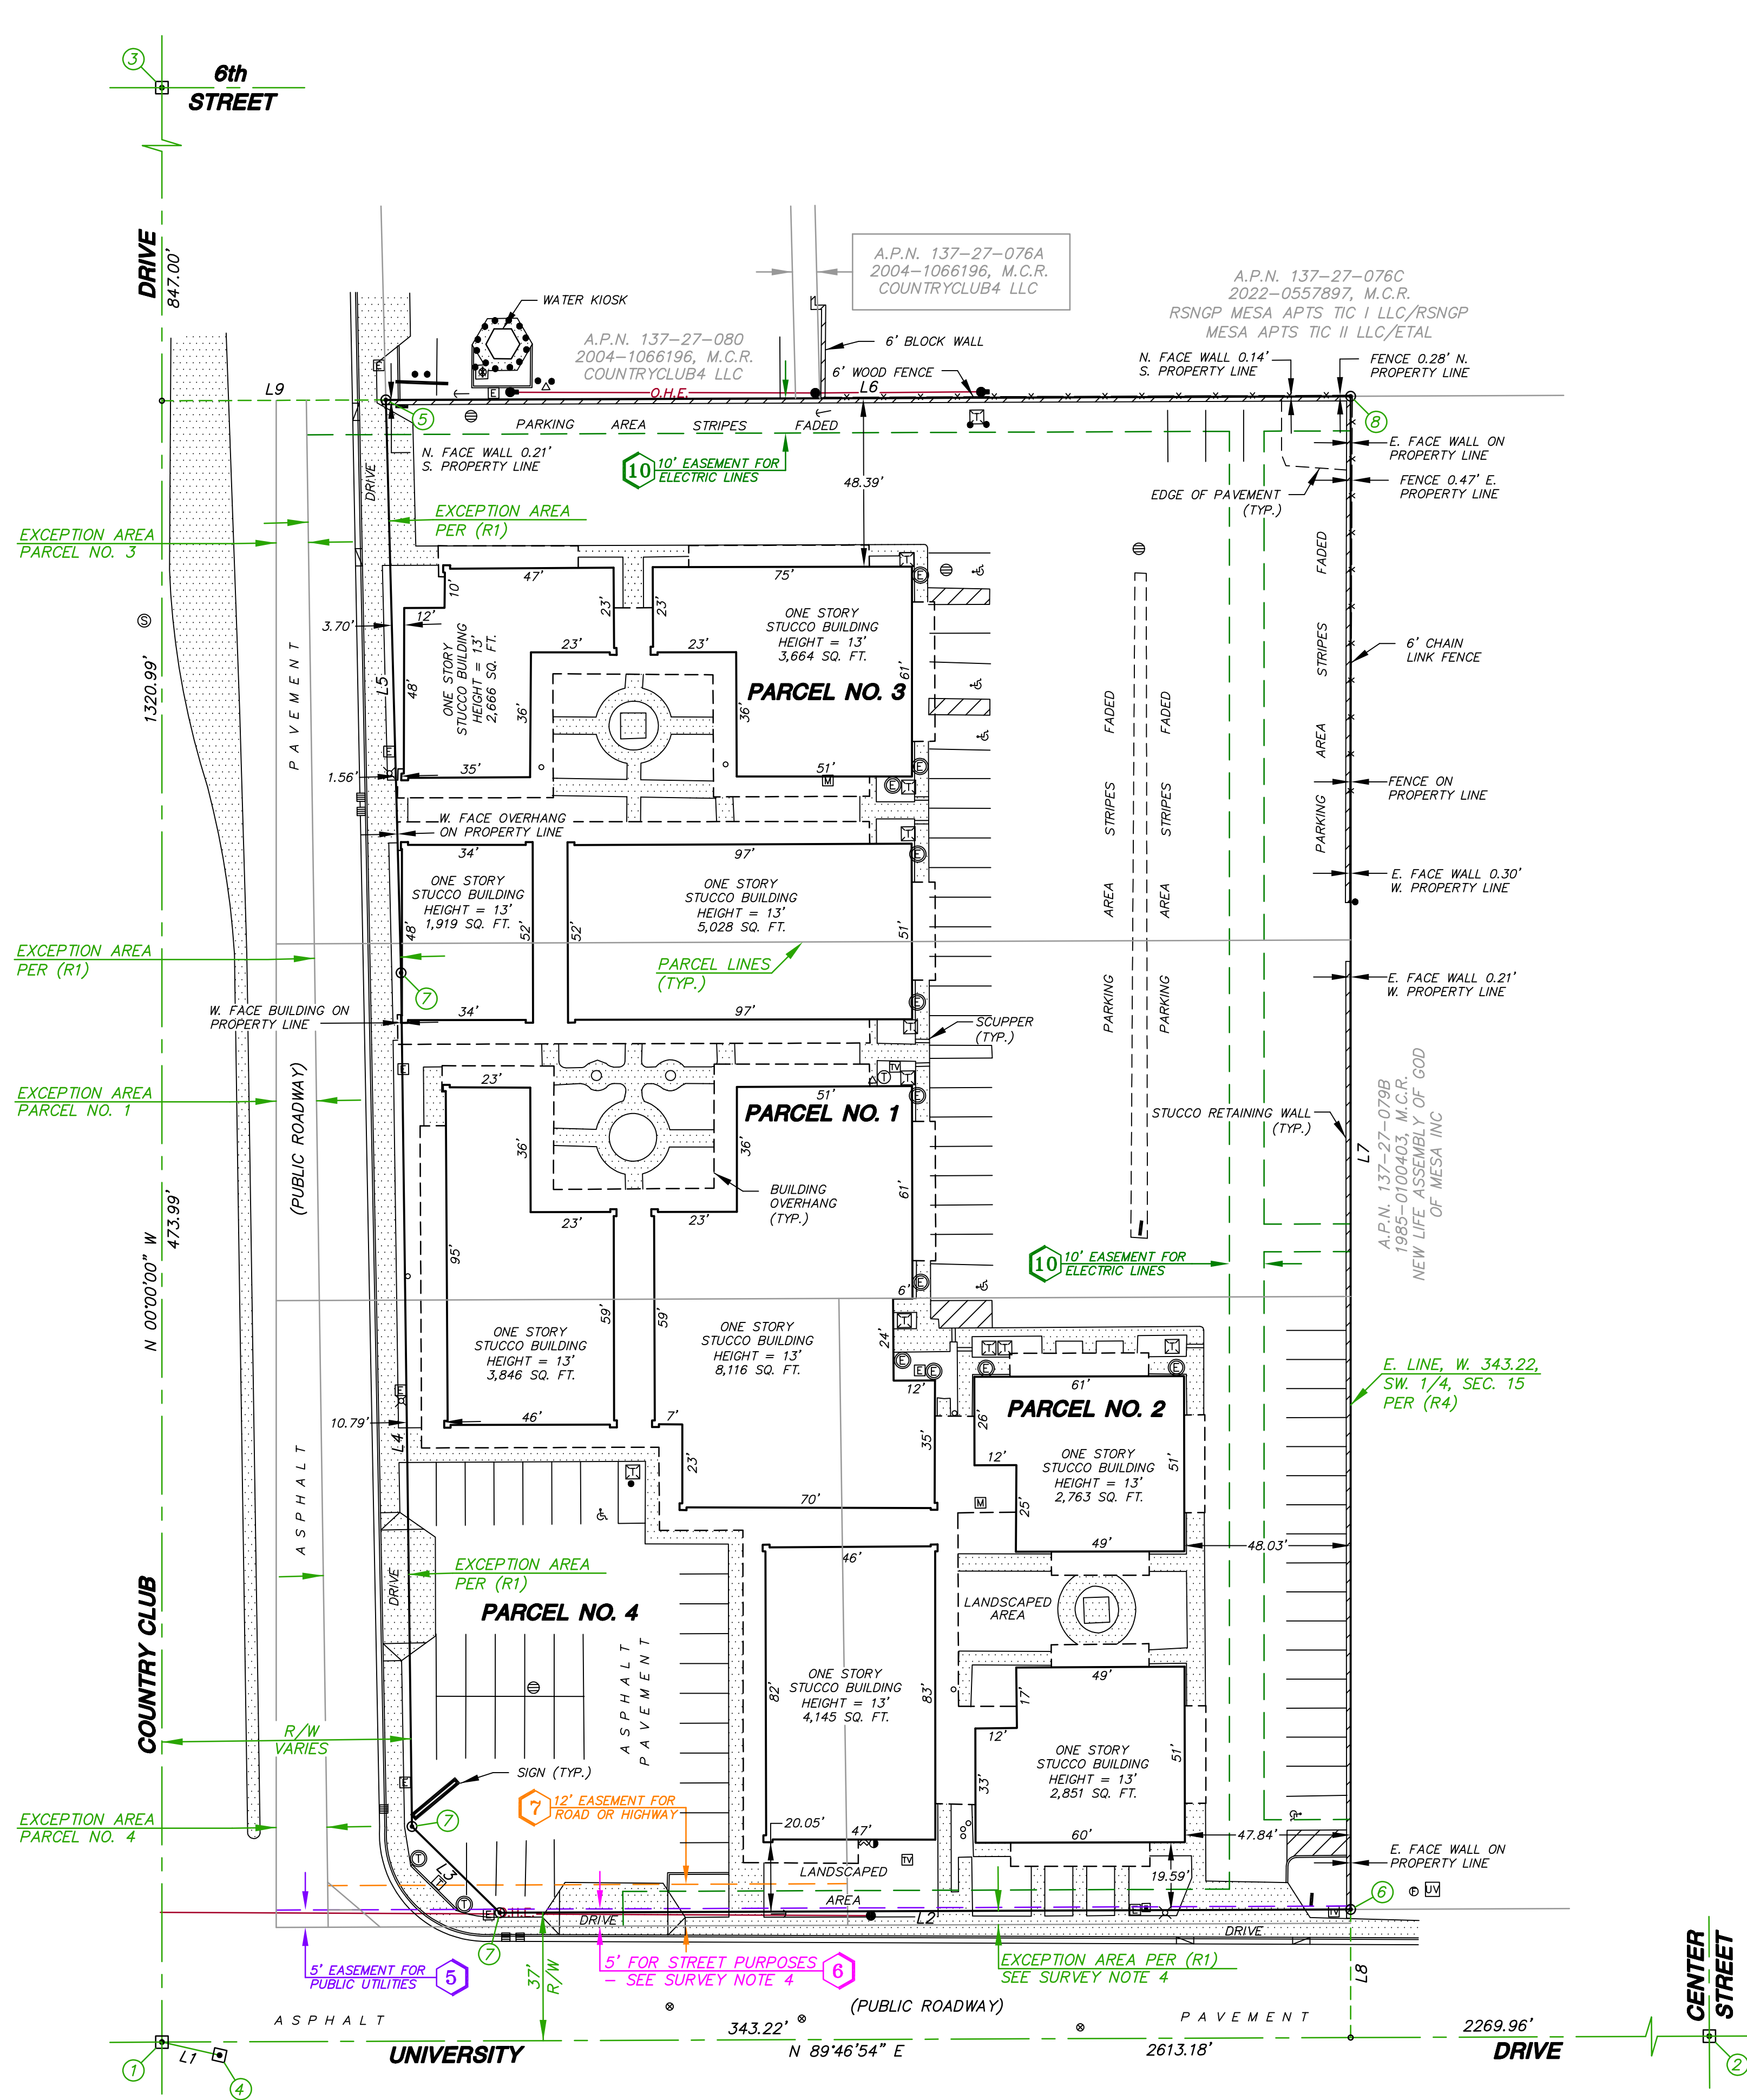 3
6th
STREET
DRIVE
847.00'
A.P.N. 137-27-076A
2004-1066196, M.C.R.
COUNTRYCLUB4 LLC
A.P.N. 137-27-076C
2022-0557897, M.C.R.
RSNGP MESA APTS TIC I LLC/RSNGP
MESA APTS TIC II LLC/ETAL
WATER KIOSK
A.P.N. 137-27-080
2004-1066196, M.C.R.
COUNTRYCLUB4 LLC
6' BLOCK WALL
6' WOOD FENCE
N. FACE WALL 0.14'
S. PROPERTY LINE
FENCE 0.28' N.
PROPERTY LINE
L9
E
E
O.H.E.
L6
5
8
PARKING AREA STRIPES FADED
T
N. FACE WALL 0.21'
S. PROPERTY LINE
10
10' EASEMENT FOR
ELECTRIC LINES
48.39'
E. FACE WALL ON
PROPERTY LINE
FENCE 0.47' E.
PROPERTY LINE
EDGE OF PAVEMENT
(TYP.)
DRIVE
EXCEPTION AREA
PER (R1)
EXCEPTION AREA
PARCEL NO. 3
47'
10'
12'
23'
23'
3.70'
48'
36'
35'
1.56'
ONE STORY
STUCCO BUILDING
HEIGHT = 13'
2,666 SQ. FT.
75'
23'
23'
36'
61'
51'
ONE STORY
STUCCO BUILDING
HEIGHT = 13'
3,664 SQ. FT.
PARCEL NO. 3
T
E
E
E
T
M
S
1320.99'
L5
E
PAVEMENT
PARKING AREA STRIPES FADED
PARKING AREA STRIPES FADED
PARKING AREA STRIPES FADED
6' CHAIN
LINK FENCE
FENCE ON
PROPERTY LINE
W. FACE OVERHANG
ON PROPERTY LINE
T
E
34'
ONE STORY
STUCCO BUILDING
HEIGHT = 13'
1,919 SQ. FT.
48'
52'
34'
97'
ONE STORY
STUCCO BUILDING
HEIGHT = 13'
5,028 SQ. FT.
52'
51'
97'
E. FACE WALL 0.30'
W. PROPERTY LINE
EXCEPTION AREA
PER (R1)
PARCEL LINES
(TYP.)
7
E. FACE WALL 0.21'
W. PROPERTY LINE
W. FACE BUILDING ON
PROPERTY LINE
E
T
SCUPPER
(TYP.)
(PUBLIC ROADWAY)
E
TV
T
T
E
EXCEPTION AREA
PARCEL NO. 1
23'
36'
23'
95'
59'
46'
10.79'
ONE STORY
STUCCO BUILDING
HEIGHT = 13'
3,846 SQ. FT.
51'
PARCEL NO. 1
36'
23'
61'
6'
59'
24'
12'
7'
23'
35'
70'
ONE STORY
STUCCO BUILDING
HEIGHT = 13'
8,116 SQ. FT.
BUILDING
OVERHANG
(TYP.)
STUCCO RETAINING WALL
(TYP.)
L7
A.P.N. 137-27-079B
1985-0100403, M.C.R.
NEW LIFE ASSEMBLY OF GOD
OF MESA INC
10
10' EASEMENT FOR
ELECTRIC LINES
473.99'
N 00°00'00" W
E
T
E
E
E
T
T
E
T
E
E
L4
ASPHALT
61'
PARCEL NO. 2
26'
12'
25'
51'
49'
ONE STORY
STUCCO BUILDING
HEIGHT = 13'
2,763 SQ. FT.
48.03'
E. LINE, W. 343.22,
SW. 1/4, SEC. 15
PER (R4)
T
M
DRIVE
EXCEPTION AREA
PER (R1)
PARCEL NO. 4
LANDSCAPED
AREA
COUNTRY CLUB
R/W
VARIES
ASPHALT
PAVEMENT
46'
82'
83'
47'
ONE STORY
STUCCO BUILDING
HEIGHT = 13'
4,145 SQ. FT.
49'
17'
12'
33'
51'
60'
ONE STORY
STUCCO BUILDING
HEIGHT = 13'
2,851 SQ. FT.
47.84'
SIGN (TYP.)
E
7
12' EASEMENT FOR
ROAD OR HIGHWAY
EXCEPTION AREA
PARCEL NO. 4
7
20.05'
19.59'
E. FACE WALL ON
PROPERTY LINE
T
T
T
L3
TV
LANDSCAPED
AREA
6
UV
E
E
TV
DRIVE
L2
DRIVE
7
5' EASEMENT FOR
PUBLIC UTILITIES
5
37'
R/W
5' FOR STREET PURPOSES
- SEE SURVEY NOTE 4
6
EXCEPTION AREA PER (R1)
SEE SURVEY NOTE 4
L8
CENTER
STREET
ASPHALT
(PUBLIC ROADWAY)
PAVEMENT
343.22'
2269.96'
1
L1
4
UNIVERSITY
N 89°46'54" E
2613.18'
DRIVE
2